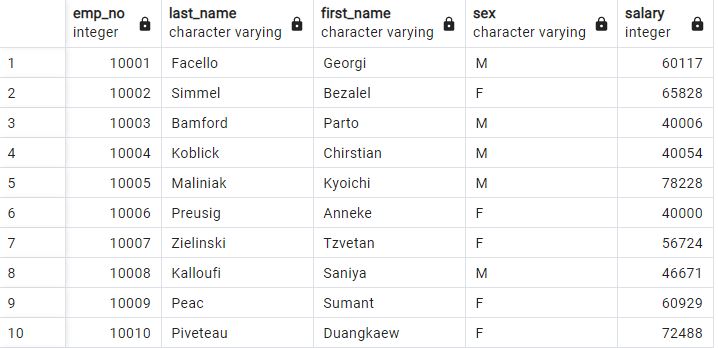 emp_no last_name first_name sex salary
integer character varying character varying character varying integer
1 10001 Facello Georgi M 60117
2 10002 Simmel Bezalel F 65828
3 10003 Bamford Parto M 40006
4 10004 Koblick Chirstian M 40054
5 10005 Maliniak Kyoichi M 78228
6 10006 Preusig Anneke F 40000
7 10007 Zielinski Tzvetan F 56724
8 10008 Kalloufi Saniya M 46671
9 10009 Peac Sumant F 60929
10 10010 Piveteau Duangkaew F 72488